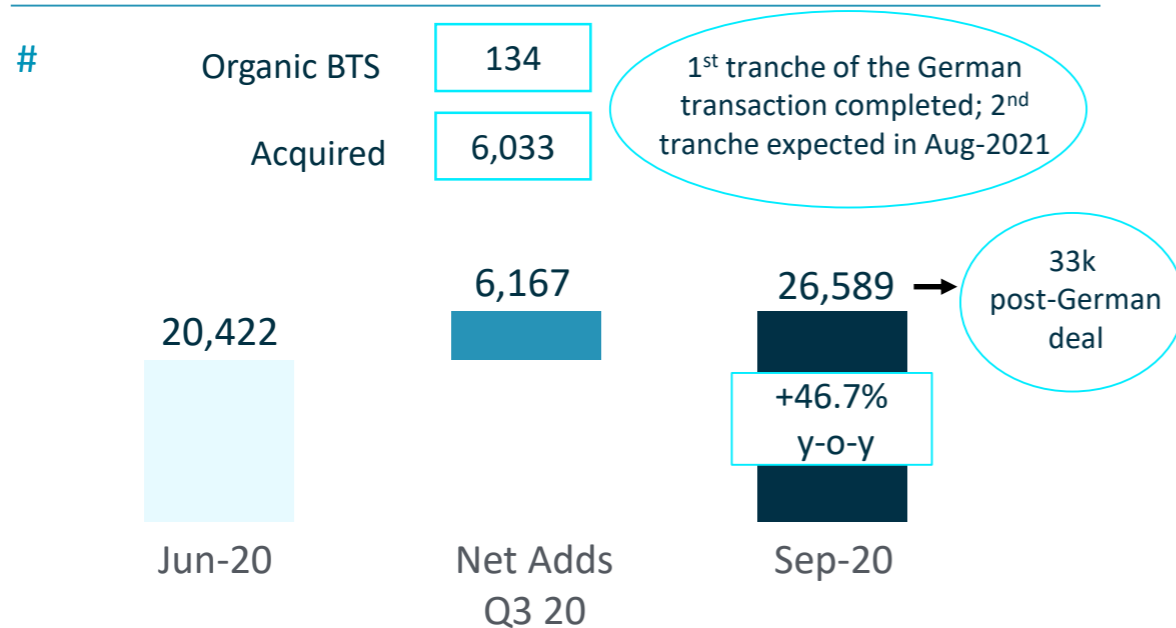 #
Organic BTS
134
Acquired
6,033
1st tranche of the German
transaction completed; 2nd
tranche expected in Aug-2021
20,422
6,167
26,589
33k
post-German
deal
+46.7%
y-o-y
Jun-20
Net Adds
Q3 20
Sep-20